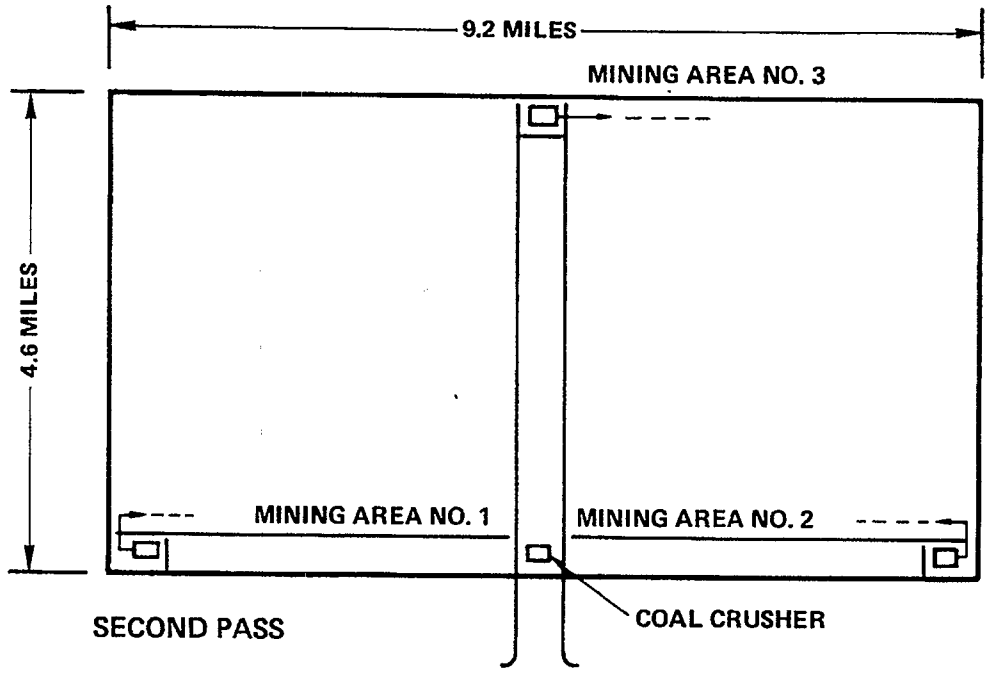 9.2 MILES
MINING AREA NO. 3
4.6 MILES
MINING AREA NO. 1
MINING AREA NO. 2
COAL CRUSHER
SECOND PASS